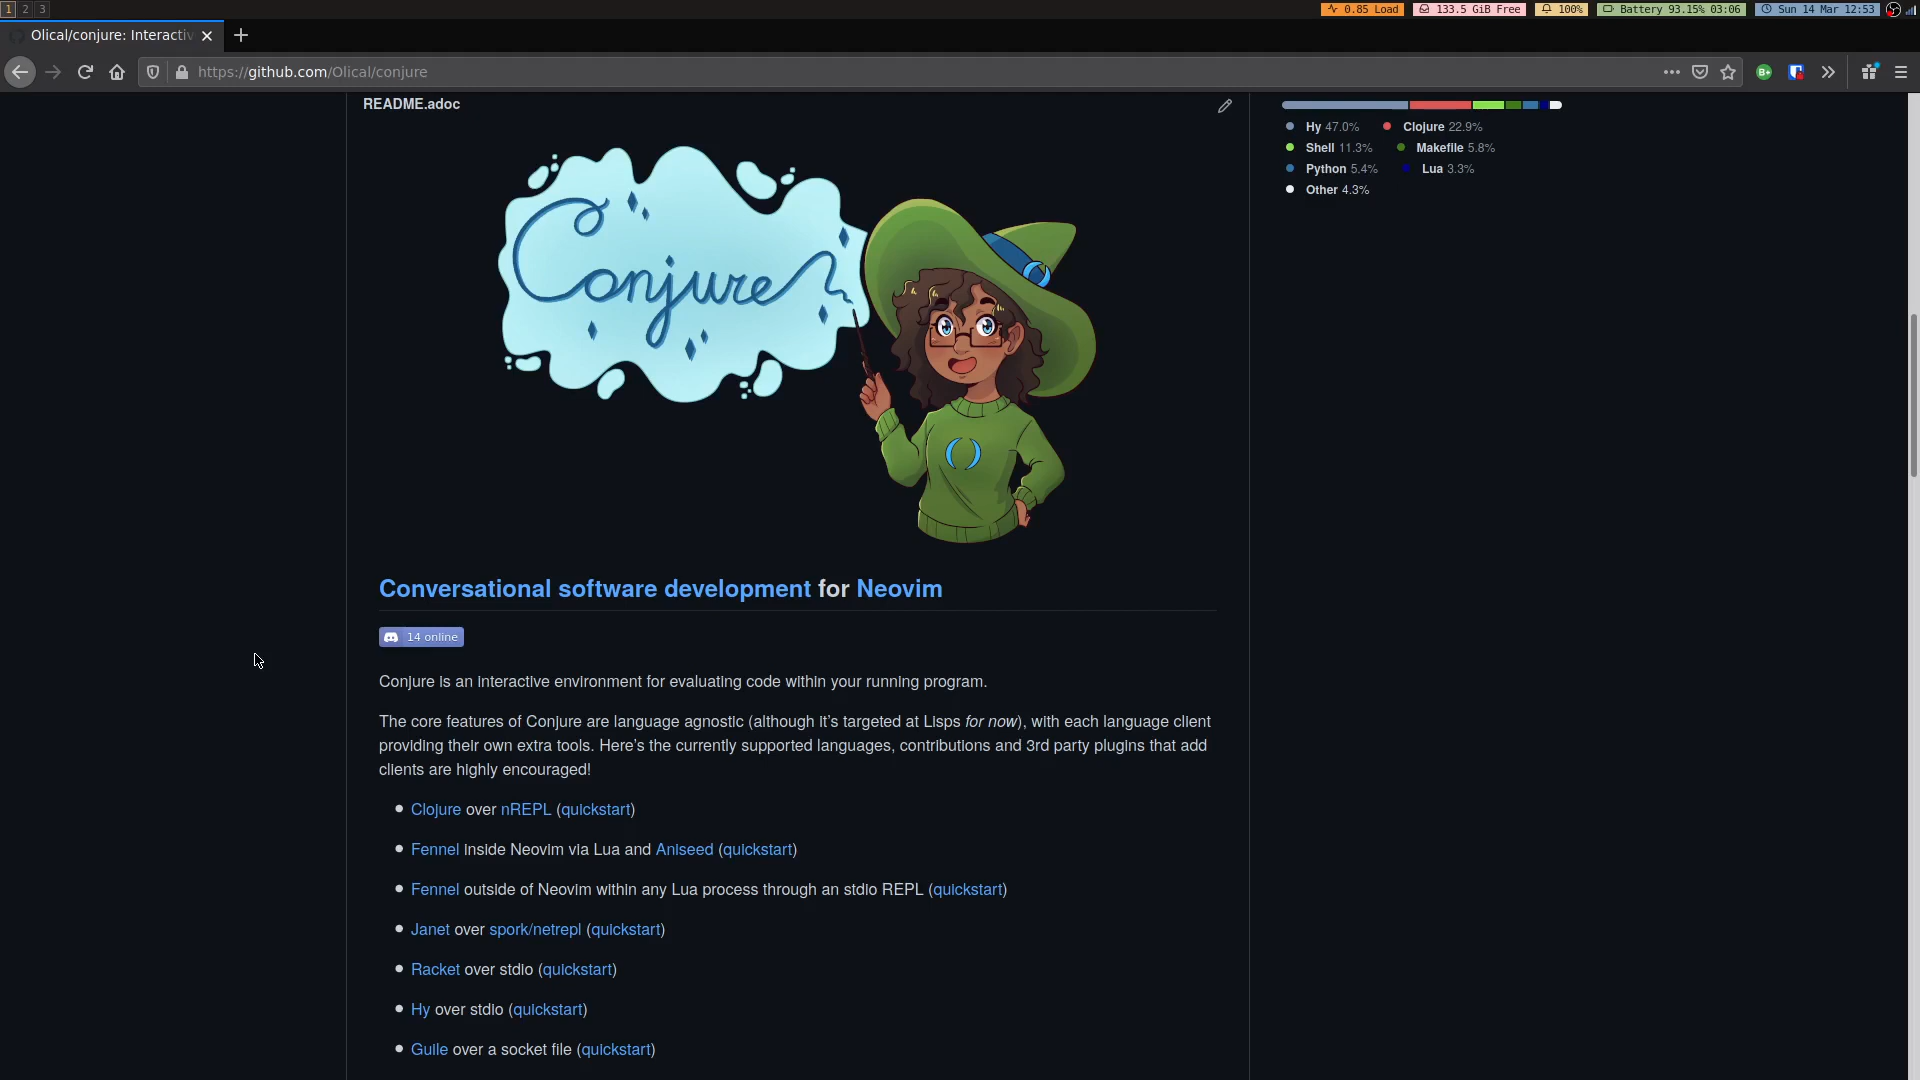 1 2 3
0.85 Load
133.5 GiB Free
100%
Battery 93.15% 03:06
Sun 14 Mar 12:53
Olical/conjure: Interactiv
https://github.com/Olical/conjure
README.adoc
Conjure
Hy 47.0% Clojure 22.9%
Shell 11.3% Makefile 5.8%
Python 5.4% Lua 3.3%
Other 4.3%
Conversational software development for Neovim
14 online
Conjure is an interactive environment for evaluating code within your running program.
The core features of Conjure are language agnostic (although it’s targeted at Lisps for now), with each language client
providing their own extra tools. Here’s the currently supported languages, contributions and 3rd party plugins that add
clients are highly encouraged!
Clojure over nREPL (quickstart)
Fennel inside Neovim via Lua and Aniseed (quickstart)
Fennel outside of Neovim within any Lua process through an stdio REPL (quickstart)
Janet over spork/netrepl (quickstart)
Racket over stdio (quickstart)
Hy over stdio (quickstart)
Guile over a socket file (quickstart)